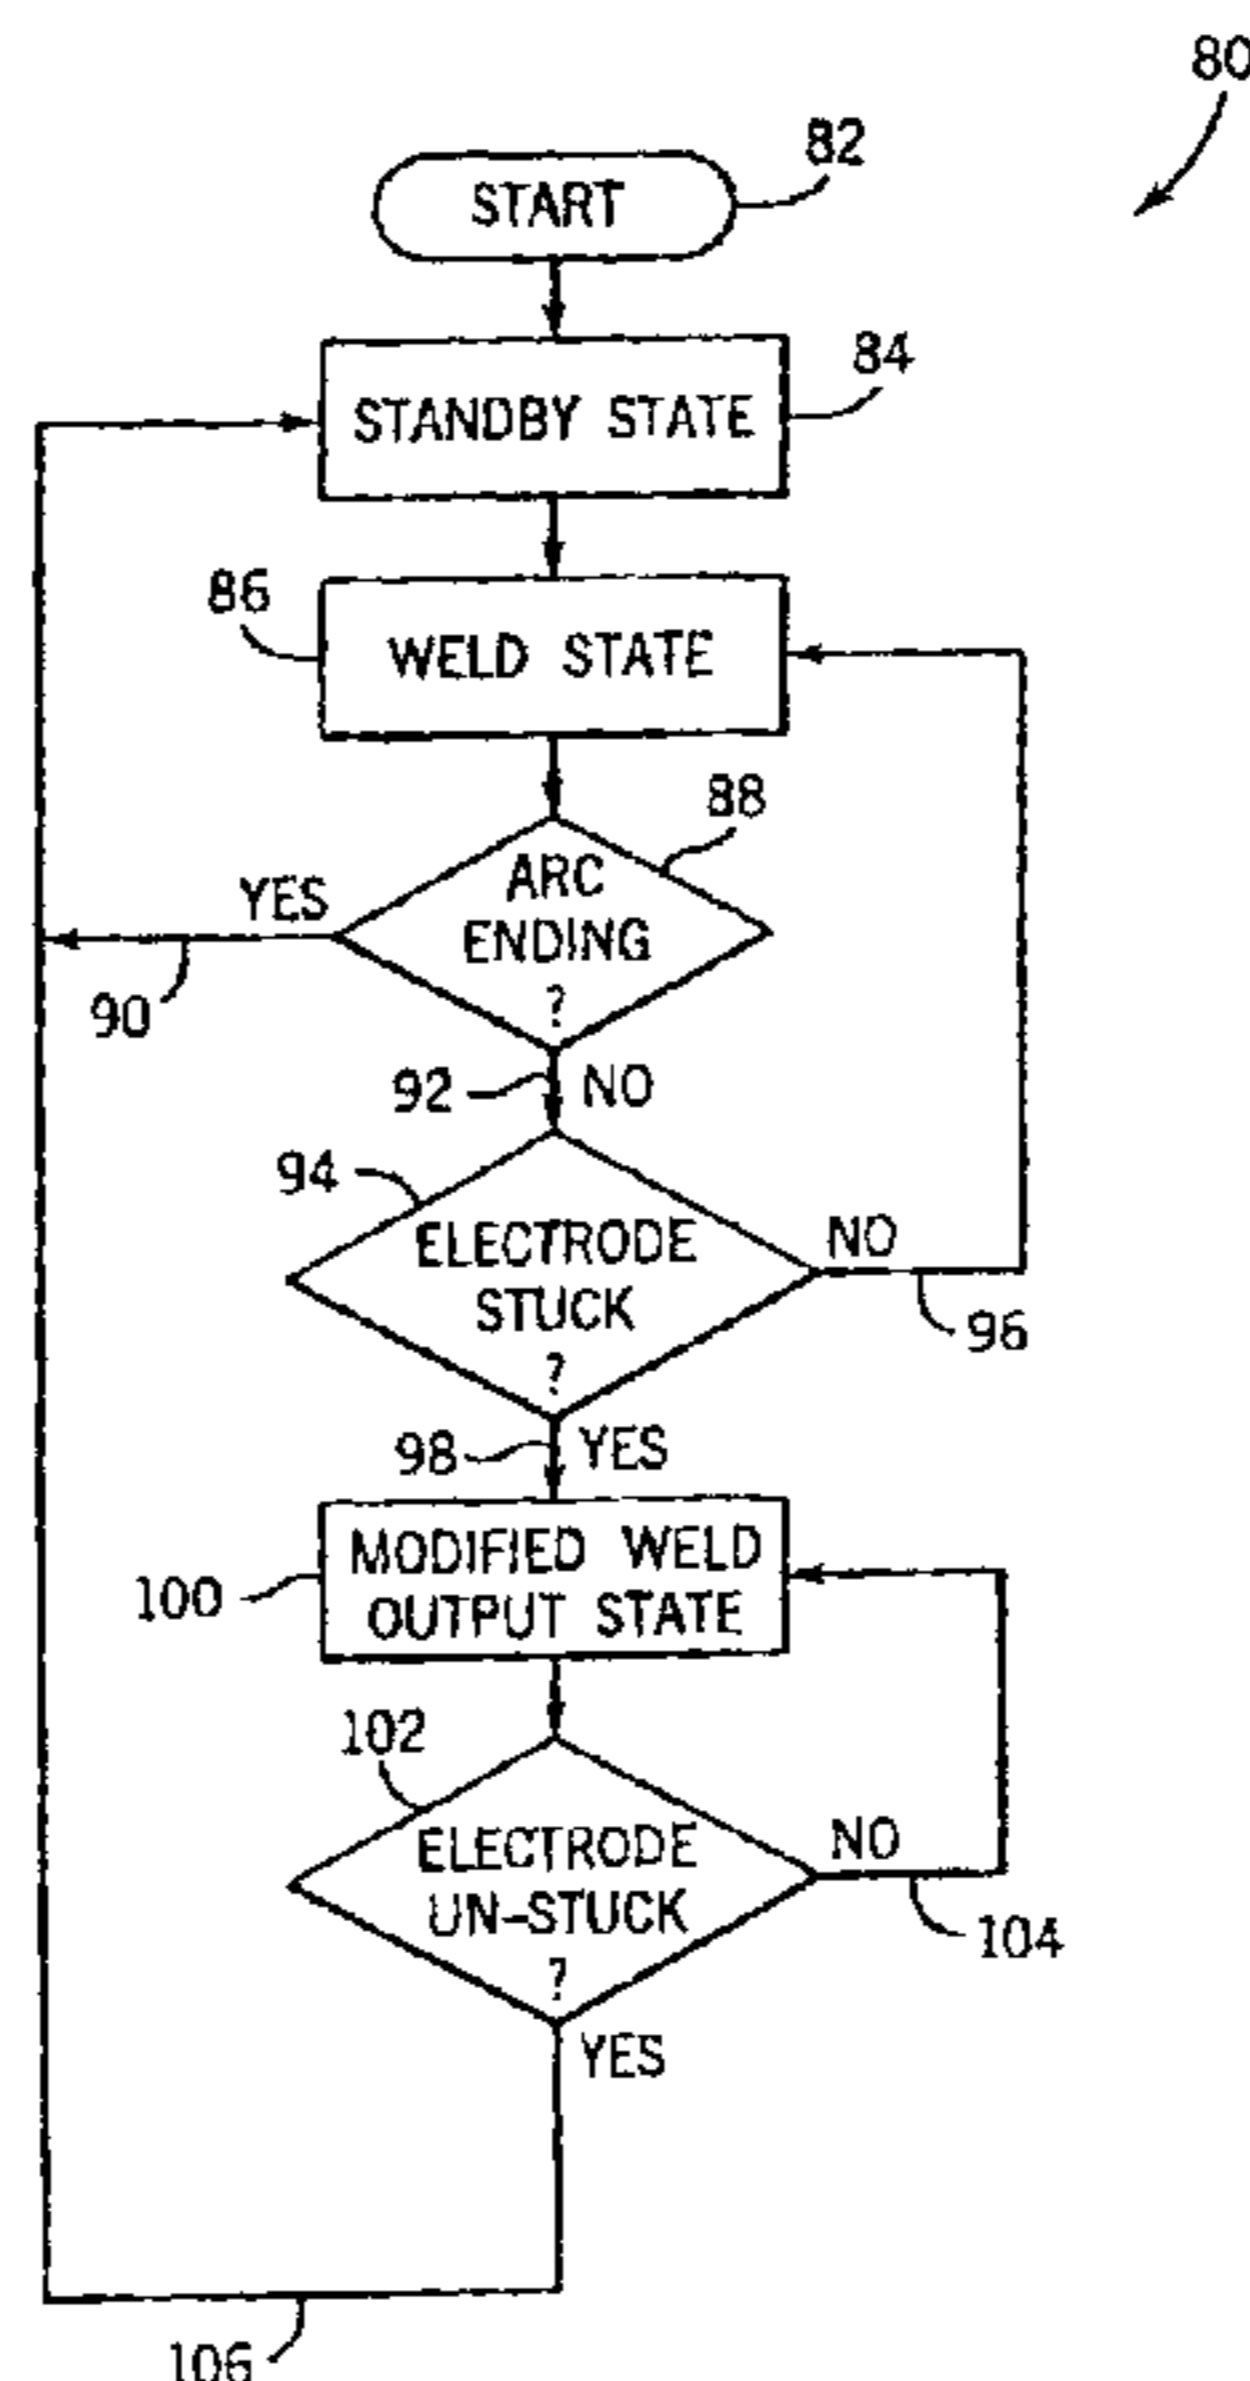 80
82
START
84
STANDBY STATE
86
WELD STATE
88
ARC
ENDING
?
YES
90
92
NO
94
ELECTRODE
STUCK
?
NO
96
98
YES
100
MODIFIED WELD
OUTPUT STATE
102
ELECTRODE
UN-STUCK
?
NO
104
YES
106